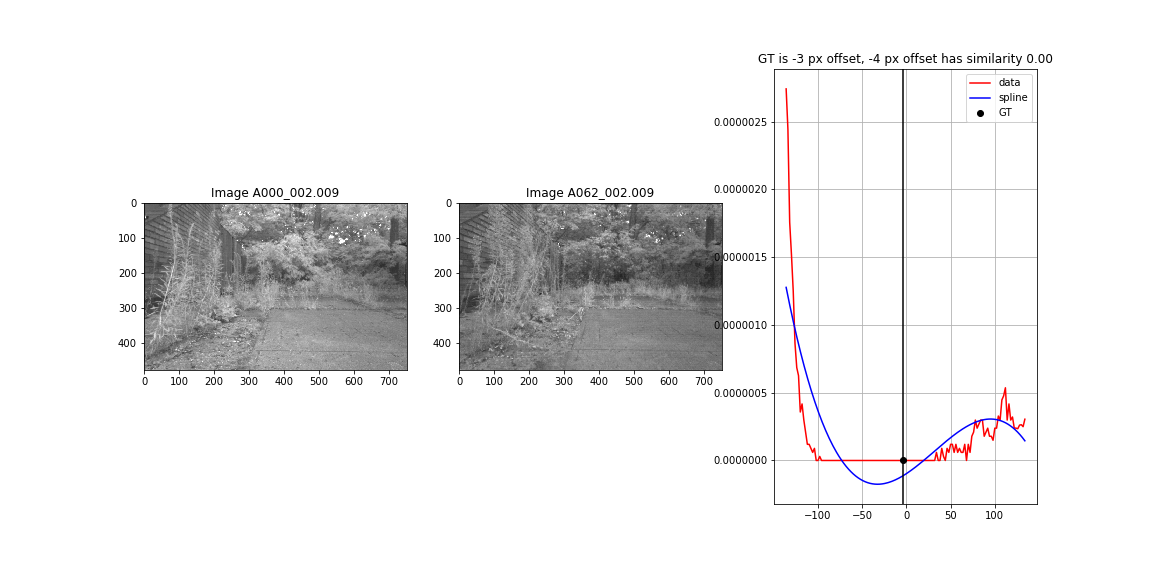 GT is -3 px offset, -4 px offset has similarity 0.00
data
spline
GT
0.0000025
0.0000020
0.0000015
0.0000010
0.0000005
0.0000000
−100 −50 0 50 100
Image A000_002.009
0
100
200
300
400
0 100 200 300 400 500 600 700
Image A062_002.009
0
100
200
300
400
0 100 200 300 400 500 600 700